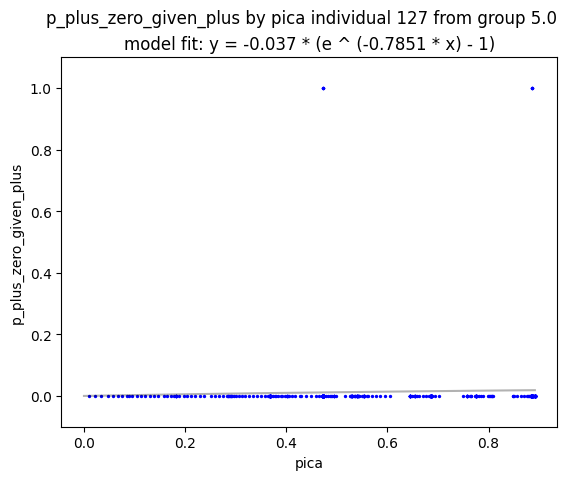 p_plus_zero_given_plus by pica individual 127 from group 5.0
model fit: y = -0.037 * (e ^ (-0.7851 * x) - 1)
1.0
0.8
0.6
0.4
0.2
0.0
p_plus_zero_given_plus
0.0 0.2 0.4 0.6 0.8
pica